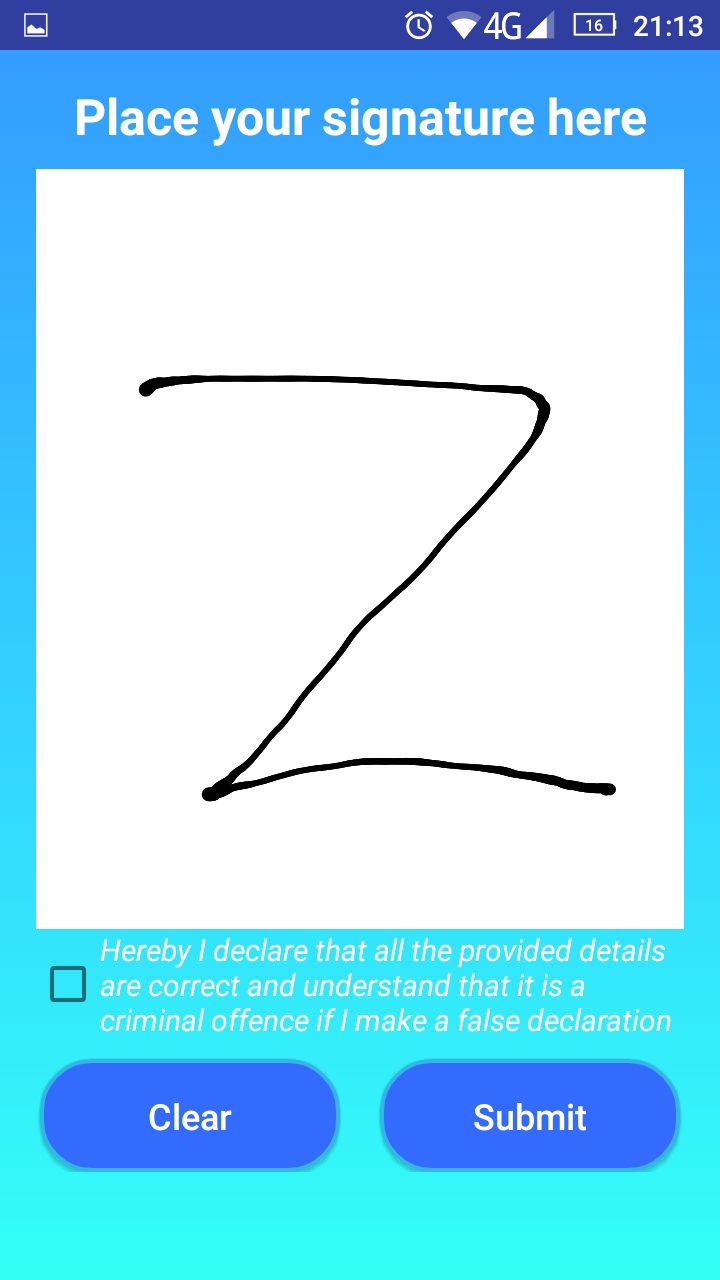 4G 16 21:13
Place your signature here
Z
Hereby I declare that all the provided details
are correct and understand that it is a
criminal offence if I make a false declaration
Clear Submit